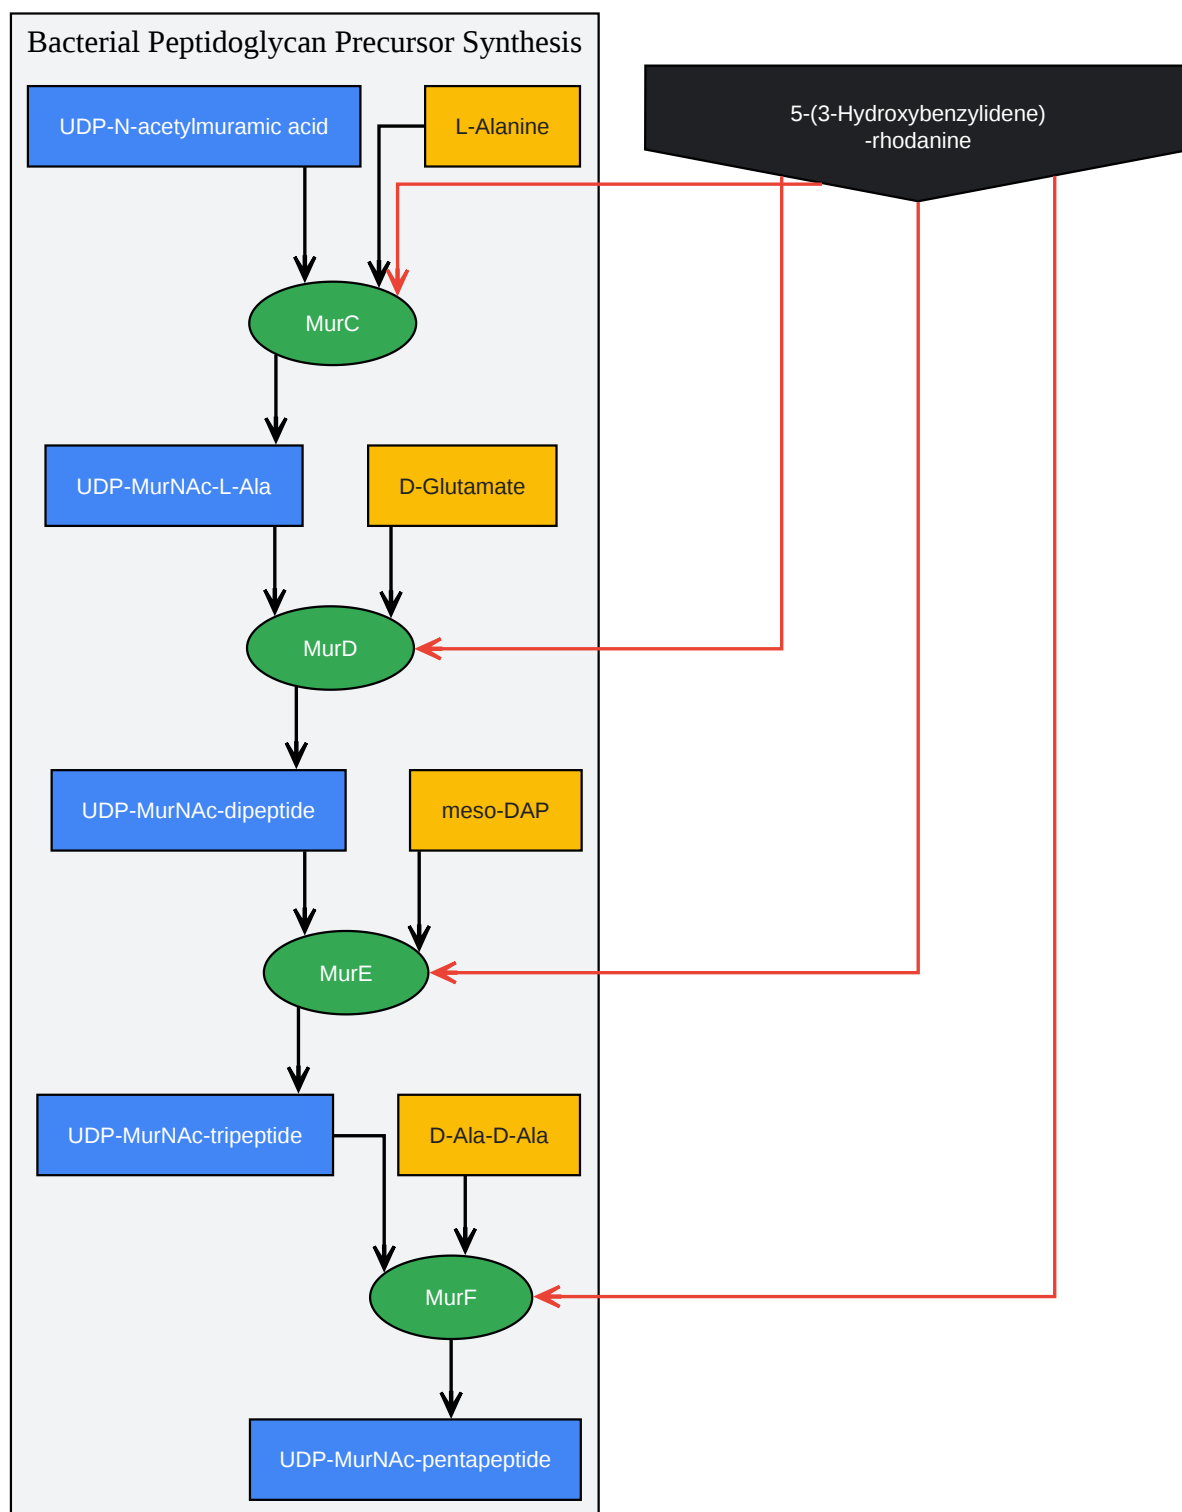 Bacterial Peptidoglycan Precursor Synthesis
UDP-N-acetylmuramic acid
L-Alanine
5-(3-Hydroxybenzylidene)
-rhodanine
MurC
UDP-MurNAc-L-Ala
D-Glutamate
MurD
UDP-MurNAc-dipeptide
meso-DAP
MurE
UDP-MurNAc-tripeptide
D-Ala-D-Ala
MurF
UDP-MurNAc-pentapeptide